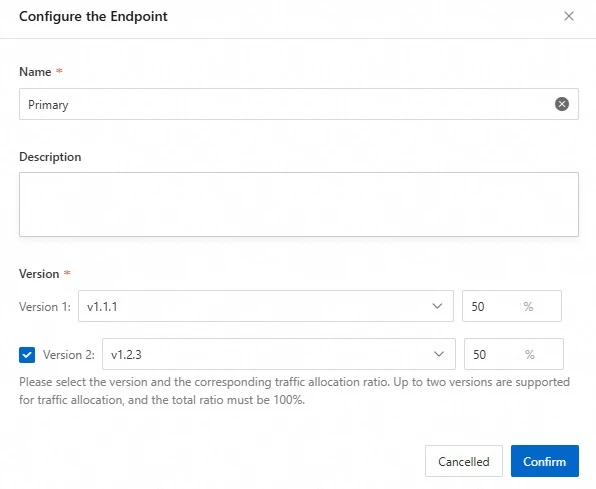 Configure the Endpoint
Name *
Primary
Description
Version *
Version 1: v1.1.1 50 %
Version 2: v1.2.3 50 %
Please select the version and the corresponding traffic allocation ratio. Up to two versions are supported
for traffic allocation, and the total ratio must be 100%.
Cancelled Confirm